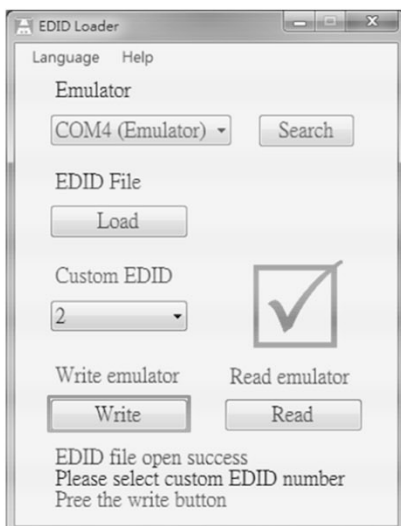 EDID Loader
Language Help
Emulator
COM4 (Emulator) Search
EDID File
Load
Custom EDID
2
Write emulator Read emulator
Write Read
EDID file open success
Please select custom EDID number
Pree the write button